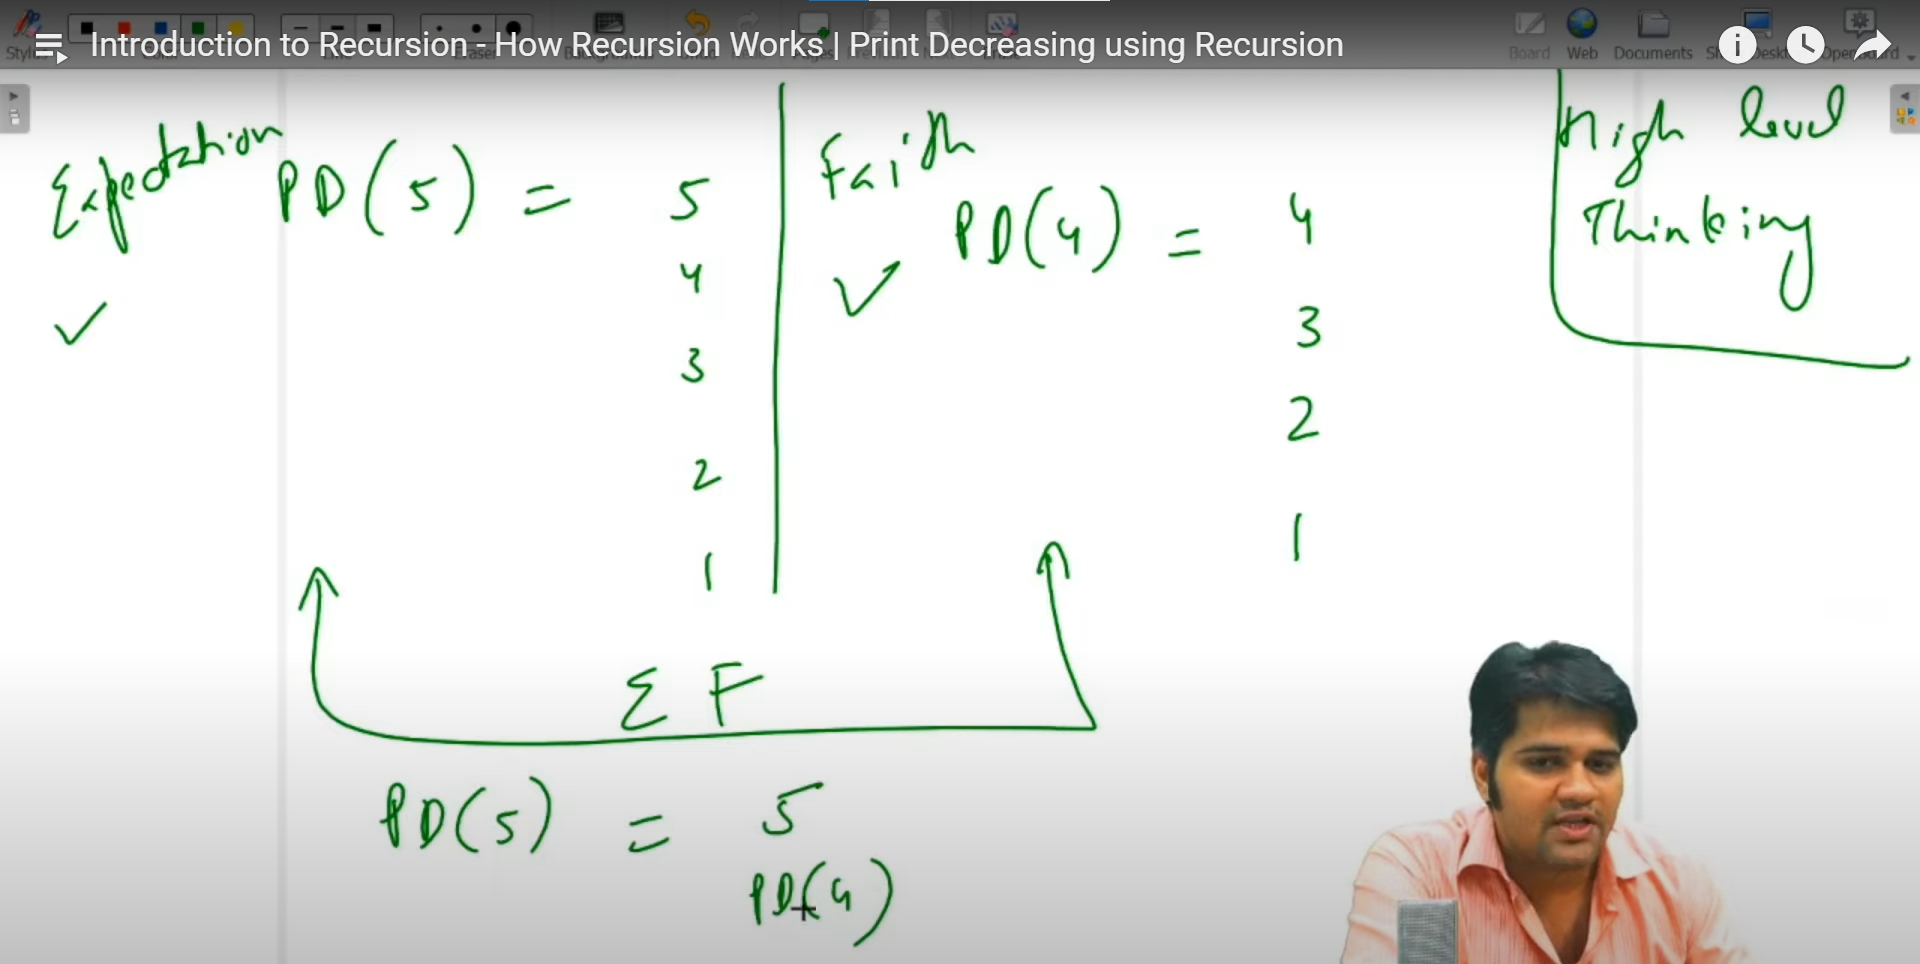 Introduction to Recursion - How Recursion Works | Print Decreasing using Recursion
Board
Web
Documents
Expectation
PD(5) = 5
4
3
2
1
Faith
PD(4) = 4
3
2
1
High level
Thinking
E F
PD(5) = 5
PD(4)